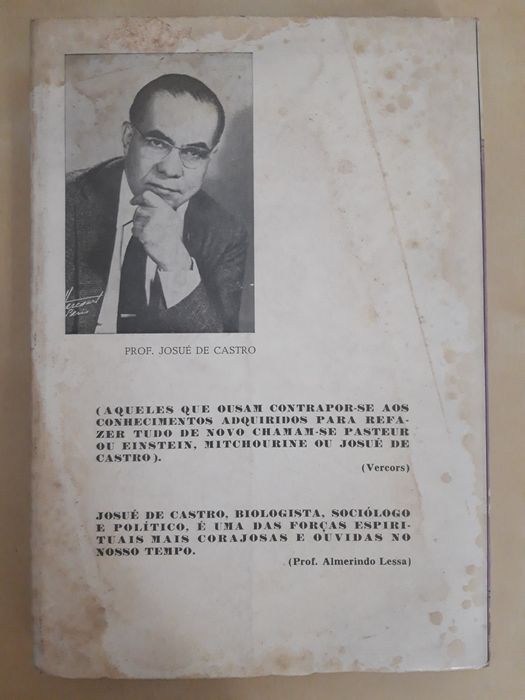 Harcourt
Paris
PROF. JOSUÉ DE CASTRO
(AQUELES QUE OUSAM CONTRAPOR-SE AOS
CONHECIMENTOS ADQUIRIDOS PARA REFA-
ZER TUDO DE NOVO CHAMAM-SE PASTEUR
OU EINSTEIN, MITCHOURINE OU JOSUÉ DE
CASTRO).
(Vercors)
JOSUÉ DE CASTRO, BIOLOGISTA, SOCIÓLOGO
E POLÍTICO, É UMA DAS FORÇAS ESPIRI-
TUAIS MAIS CORAJOSAS E OUVIDAS NO
NOSSO TEMPO.
(Prof. Almerindo Lessa)